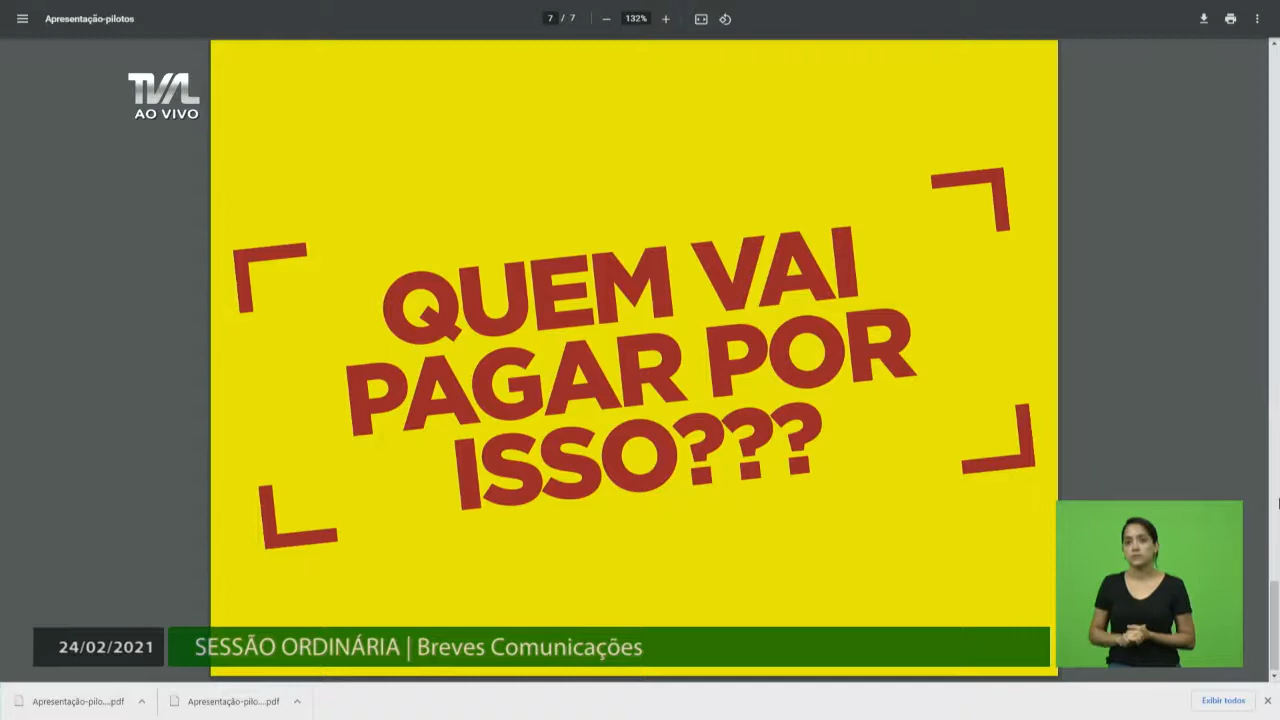 Apresentação-pilotos
7 / 7
132%
TVAL
AO VIVO
QUEM VAI
PAGAR POR
ISSO???
24/02/2021
SESSÃO ORDINÁRIA | Breves Comunicações
Apresentação-pilo....pdf
Apresentação-pilo....pdf
Exibir todos